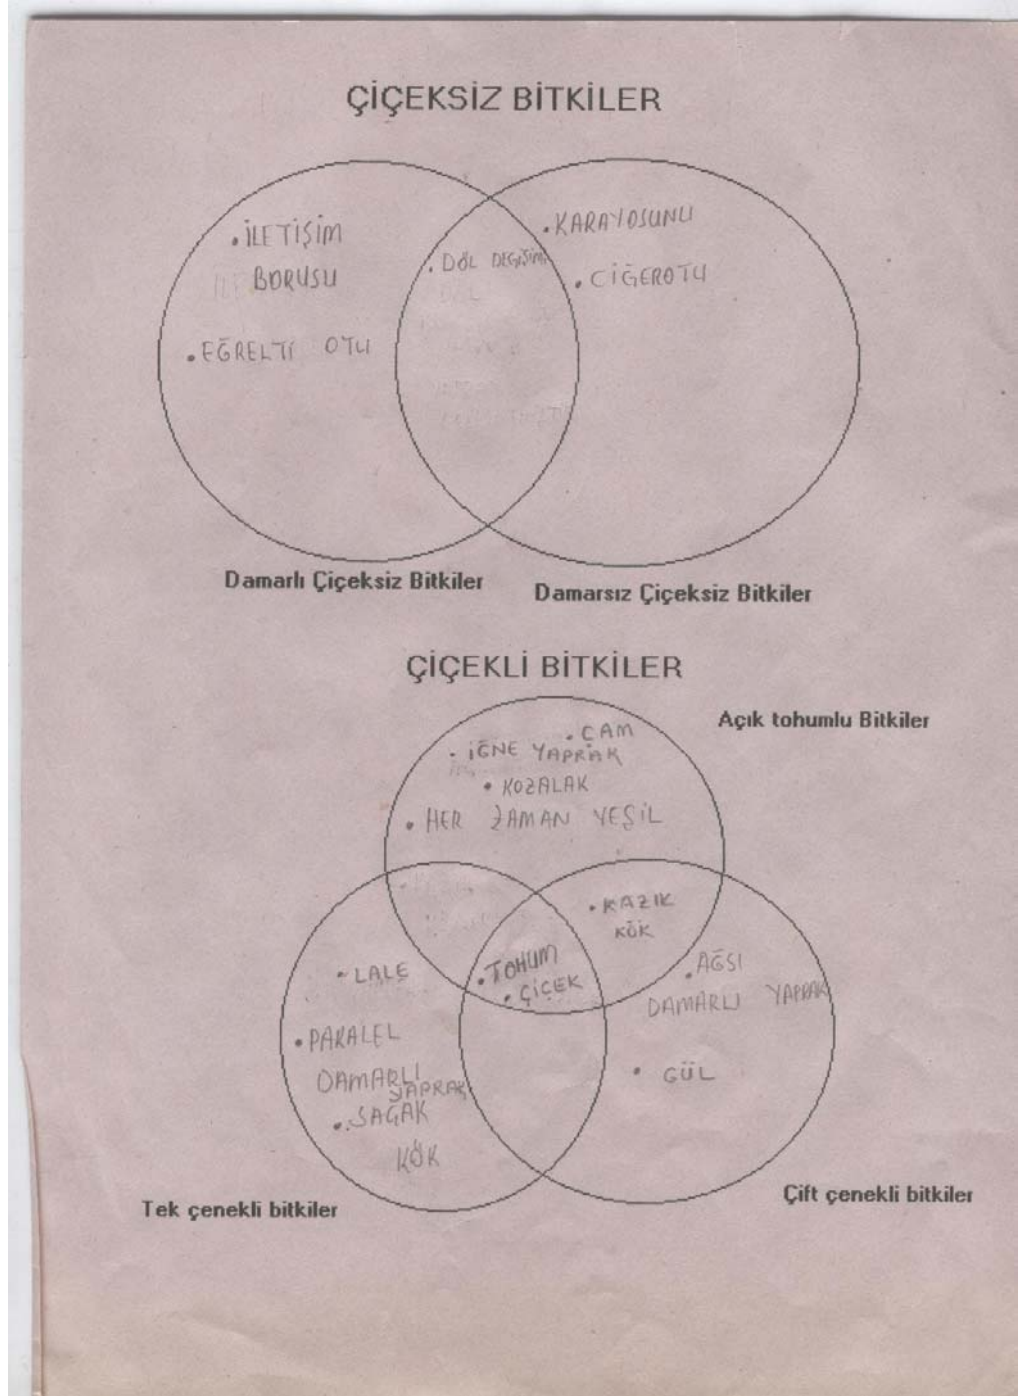 ÇİÇEKSİZ BİTKİLER
• İLETİŞİM
BORUSU
• EĞRELTİ OTU
• DÖL DEĞİŞİMİ
DÖL
• KARAYOSUNU
• CİĞEROTU
Damarlı Çiçeksiz Bitkiler
Damarsız Çiçeksiz Bitkiler
ÇİÇEKLİ BİTKİLER
Açık tohumlu Bitkiler
• ÇAM
• İĞNE YAPRAK
• KOZALAK
• HER ZAMAN YEŞİL
• KAZIK
KÖK
• LALE
• TOHUM
• ÇİÇEK
• AĞSI
DAMARLI YAPRAK
• PARALEL
DAMARLI
YAPRAK
• SAÇAK
KÖK
• GÜL
Tek çenekli bitkiler
Çift çenekli bitkiler